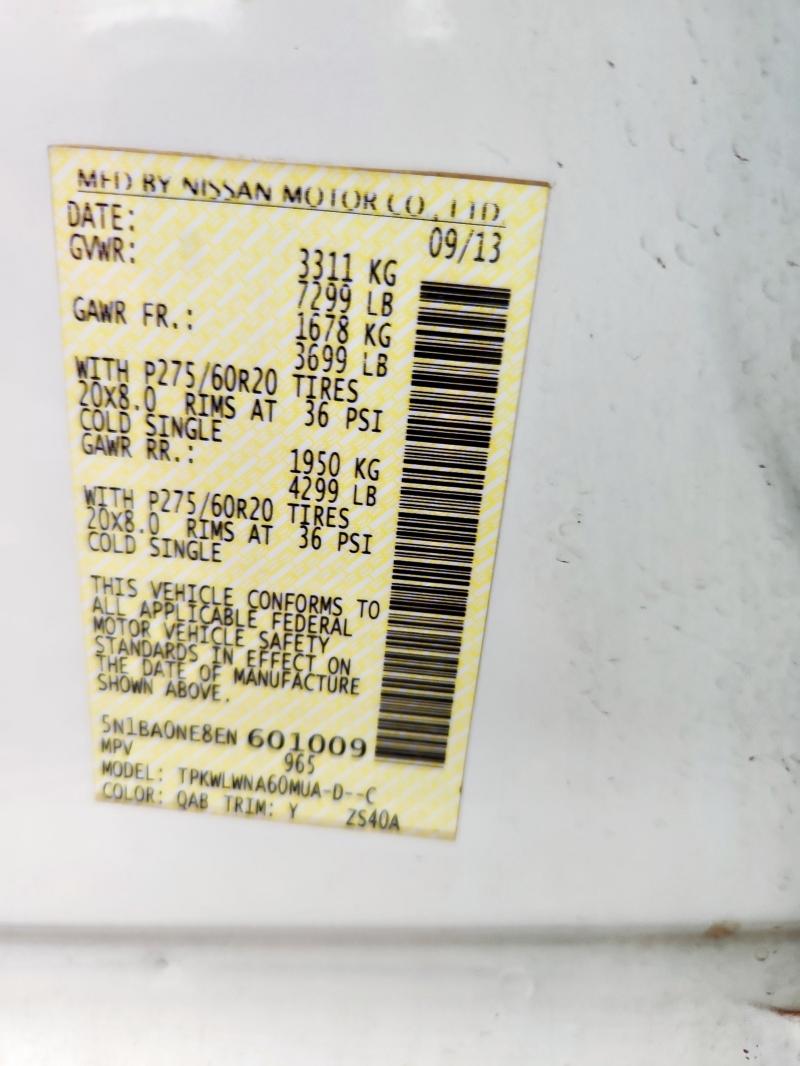 MFD BY NISSAN MOTOR CO., LTD.
DATE: 09/13
GVWR: 3311 KG
7299 LB
GAWR FR.: 1678 KG
3699 LB
WITH P275/60R20 TIRES
20X8.0 RIMS AT 36 PSI
COLD SINGLE
GAWR RR.: 1950 KG
4299 LB
WITH P275/60R20 TIRES
20X8.0 RIMS AT 36 PSI
COLD SINGLE
THIS VEHICLE CONFORMS TO
ALL APPLICABLE FEDERAL
MOTOR VEHICLE SAFETY
STANDARDS IN EFFECT ON
THE DATE OF MANUFACTURE
SHOWN ABOVE.
5N1BA0NE8EN 601009
MPV 965
MODEL: TPKWLWNA60MUA-D--C
COLOR: QAB TRIM: Y ZS40A